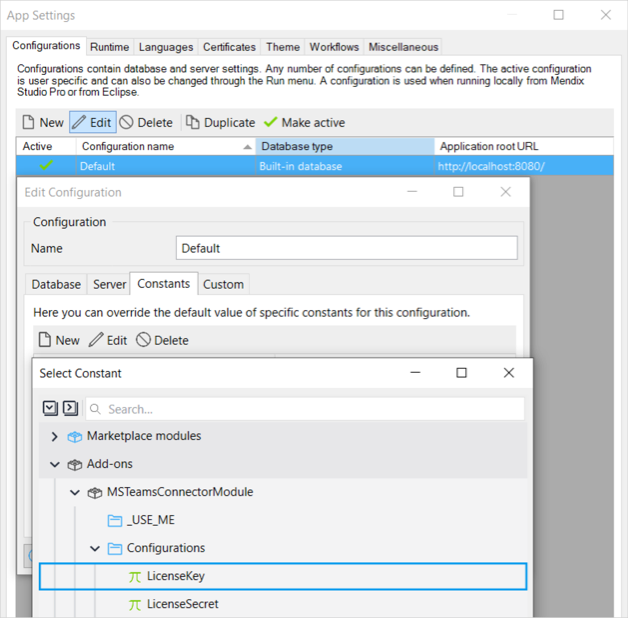 App Settings
Configurations Runtime Languages Certificates Theme Workflows Miscellaneous
Configurations contain database and server settings. Any number of configurations can be defined. The active configuration
is user specific and can also be changed through the Run menu. A configuration is used when running locally from Mendix
Studio Pro or from Eclipse.
New Edit Delete Duplicate Make active
Active Configuration name Database type Application root URL
Default Built-in database http://localhost:8080/
Edit Configuration
Configuration
Name Default
Database Server Constants Custom
Here you can override the default value of specific constants for this configuration.
New Edit Delete
Select Constant
Search...
Marketplace modules
Add-ons
MSTeamsConnectorModule
_USE_ME
Configurations
LicenseKey
LicenseSecret